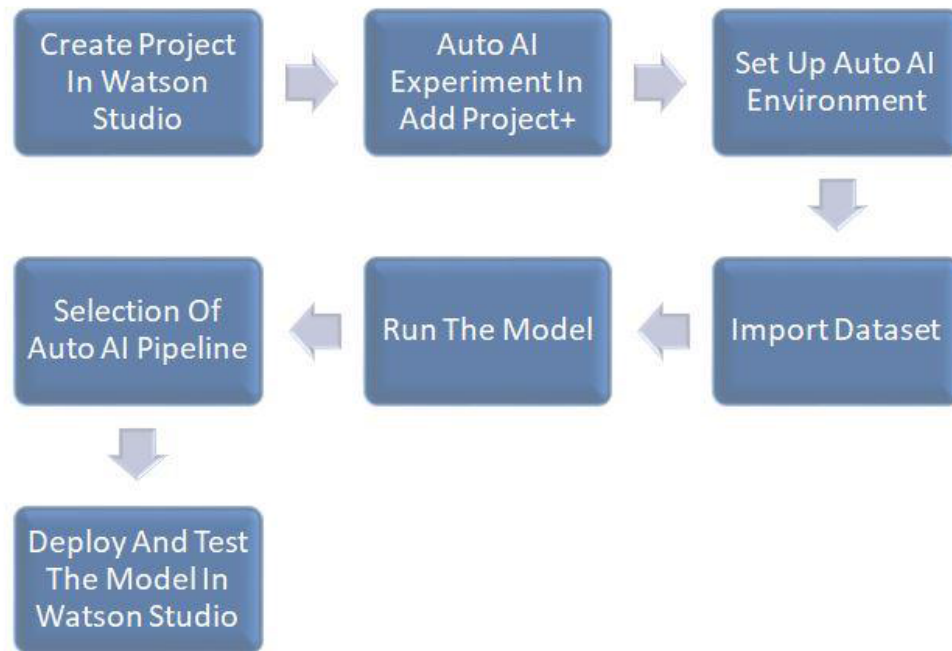 Create Project
In Watson
Studio
Auto AI
Experiment In
Add Project+
Set Up Auto AI
Environment
Import Dataset
Run The Model
Selection Of
Auto AI Pipeline
Deploy And Test
The Model In
Watson Studio